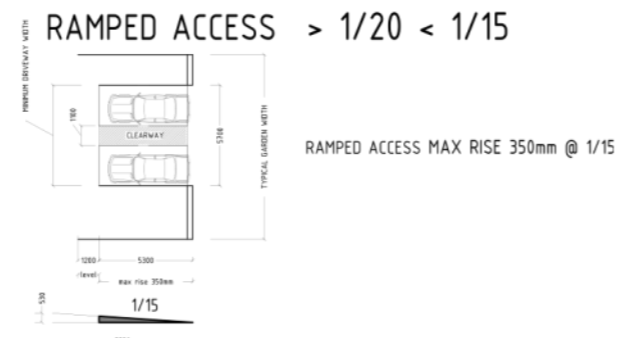 RAMPED ACCESS > 1/20 < 1/15
MINIMUM DRIVEWAY WIDTH
1100
CLEARWAY
5700
TYPICAL GARDEN WIDTH
RAMPED ACCESS MAX RISE 350mm @ 1/15
1200
5300
level
max rise 350mm
530
1/15